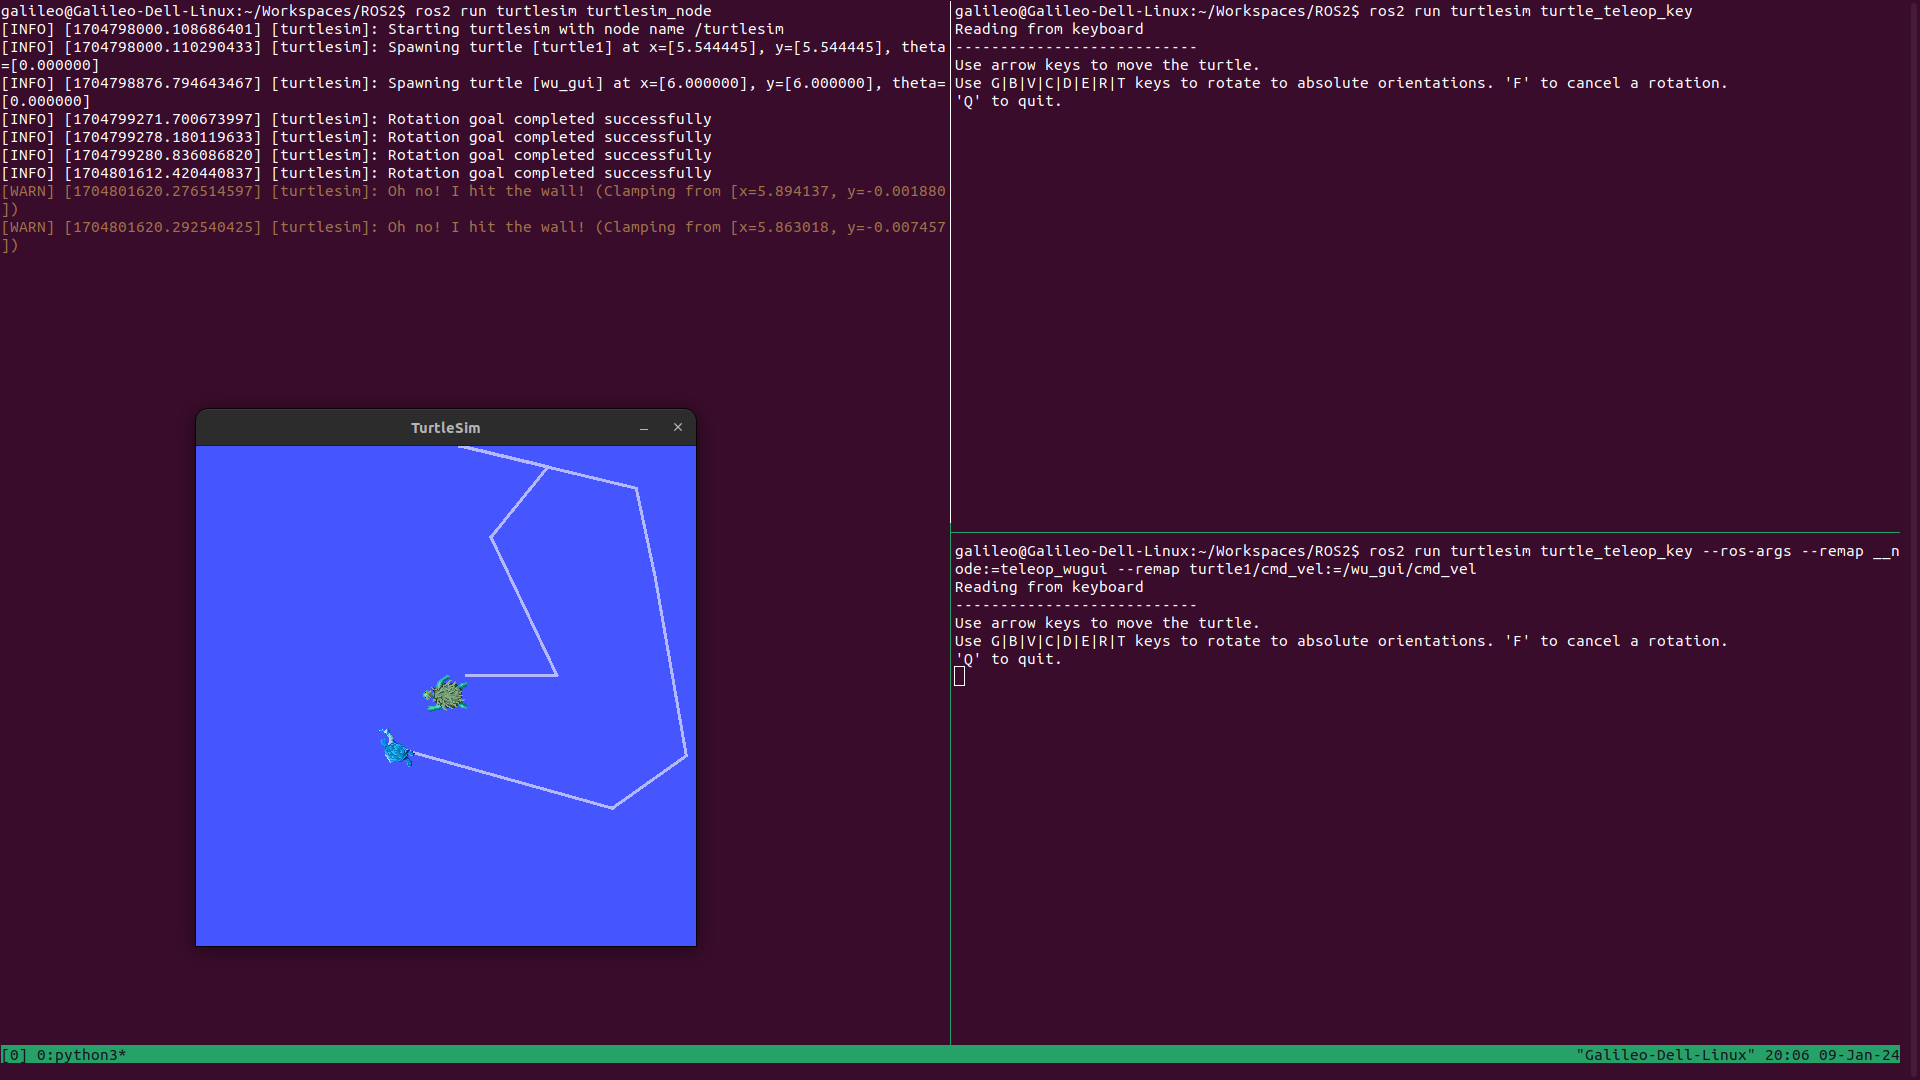 galileo@Galileo-Dell-Linux:~/Workspaces/ROS2$ ros2 run turtlesim turtlesim_node
[INFO] [1704798000.108686401] [turtlesim]: Starting turtlesim with node name /turtlesim
[INFO] [1704798000.110290433] [turtlesim]: Spawning turtle [turtle1] at x=[5.544445], y=[5.544445], theta
=[0.000000]
[INFO] [1704798876.794643467] [turtlesim]: Spawning turtle [wu_gui] at x=[6.000000], y=[6.000000], theta=
[0.000000]
[INFO] [1704799271.700673997] [turtlesim]: Rotation goal completed successfully
[INFO] [1704799278.180119633] [turtlesim]: Rotation goal completed successfully
[INFO] [1704799280.836086820] [turtlesim]: Rotation goal completed successfully
[INFO] [1704801612.420440837] [turtlesim]: Rotation goal completed successfully
[WARN] [1704801620.276514597] [turtlesim]: Oh no! I hit the wall! (Clamping from [x=5.894137, y=-0.001880
])
[WARN] [1704801620.292540425] [turtlesim]: Oh no! I hit the wall! (Clamping from [x=5.863018, y=-0.007457
])
TurtleSim
galileo@Galileo-Dell-Linux:~/Workspaces/ROS2$ ros2 run turtlesim turtle_teleop_key
Reading from keyboard
---------------------------
Use arrow keys to move the turtle.
Use G|B|V|C|D|E|R|T keys to rotate to absolute orientations. 'F' to cancel a rotation.
'Q' to quit.
galileo@Galileo-Dell-Linux:~/Workspaces/ROS2$ ros2 run turtlesim turtle_teleop_key --ros-args --remap __n
ode:=teleop_wugui --remap turtle1/cmd_vel:=/wu_gui/cmd_vel
Reading from keyboard
---------------------------
Use arrow keys to move the turtle.
Use G|B|V|C|D|E|R|T keys to rotate to absolute orientations. 'F' to cancel a rotation.
'Q' to quit.
[0] 0:python3*
"Galileo-Dell-Linux" 20:06 09-Jan-24